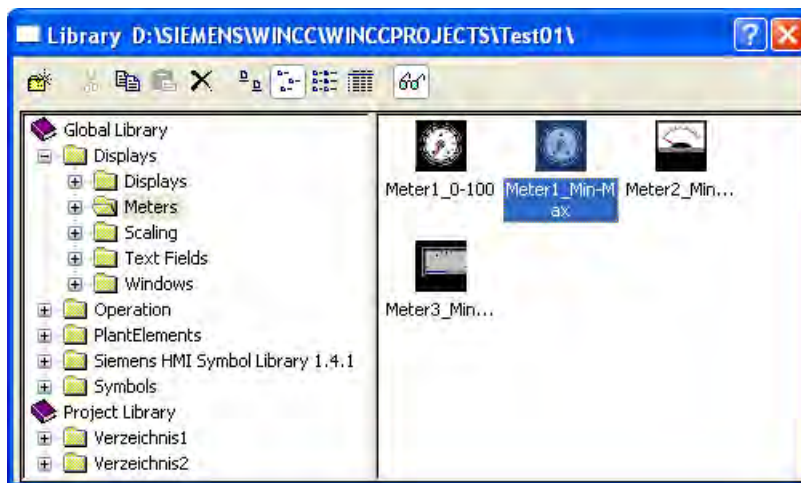 Library D:\SIEMENS\WINCC\WINCCPROJECTS\Test01\
Global Library
Displays
Displays
Meters
Scaling
Text Fields
Windows
Operation
PlantElements
Siemens HMI Symbol Library 1.4.1
Symbols
Project Library
Verzeichnis1
Verzeichnis2
Meter1_0-100
Meter1_Min-M
ax
Meter2_Min...
Meter3_Min...